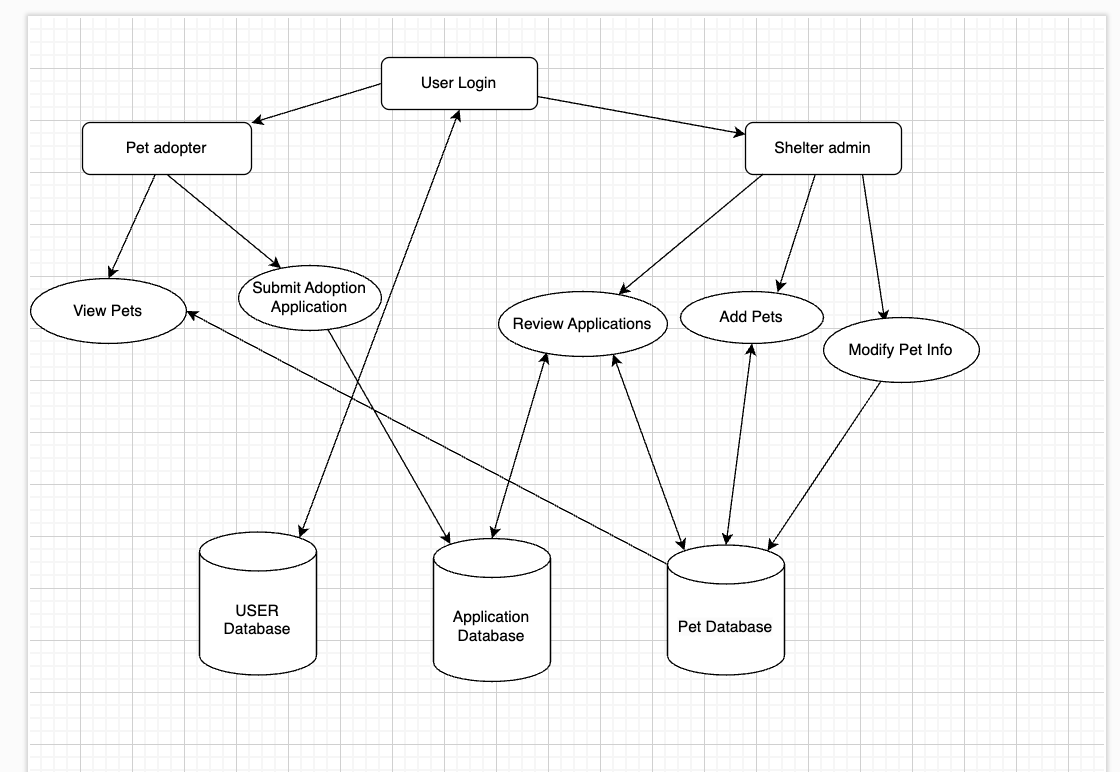 User Login
Pet adopter
Shelter admin
View Pets
Submit Adoption
Application
Review Applications
Add Pets
Modify Pet Info
USER
Database
Application
Database
Pet Database